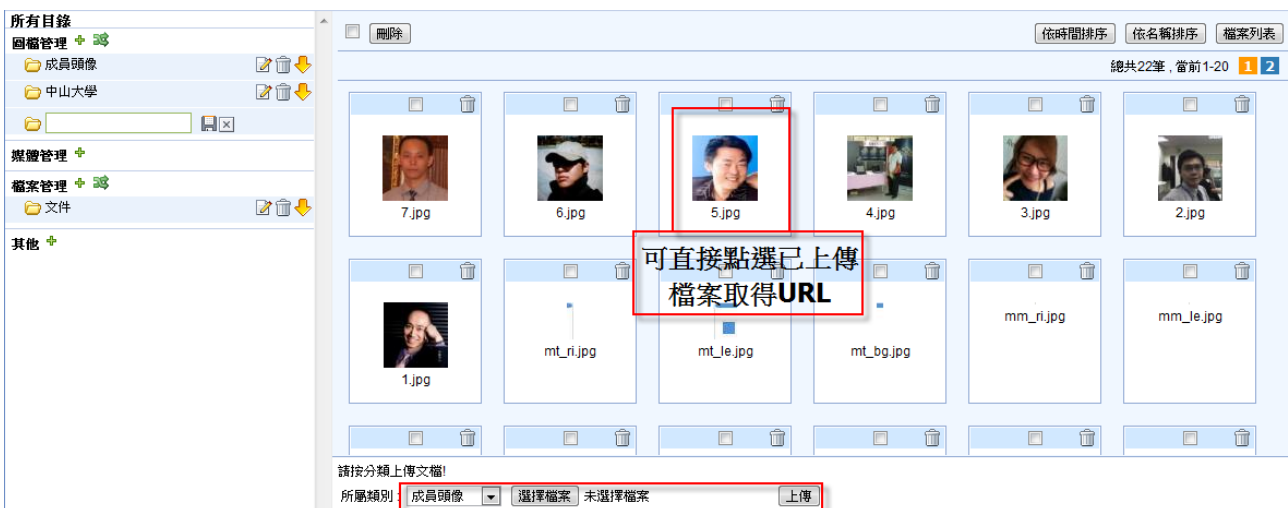 所有目錄
圖檔管理
成員頭像
中山大學
媒體管理
檔案管理
文件
其他
刪除
依時間排序
依名稱排序
檔案列表
總共22筆 , 當前1-20 1 2
7.jpg
6.jpg
5.jpg
4.jpg
3.jpg
2.jpg
可直接點選已上傳
檔案取得URL
1.jpg
mt_ri.jpg
mt_le.jpg
mt_bg.jpg
mm_ri.jpg
mm_le.jpg
請按分類上傳文檔!
所屬類別 : 成員頭像 選擇檔案 未選擇檔案 上傳